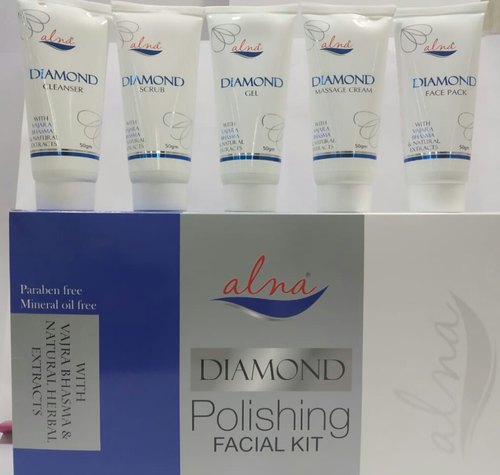 alna
DIAMOND
CLEANSER
WITH
VAJRA
BHASMA
& NATURAL
EXTRACTS
50gm
alna
DIAMOND
SCRUB
WITH
VAJRA
BHASMA
& NATURAL
EXTRACTS
50gm
alna
DIAMOND
GEL
WITH
VAJRA
BHASMA
& NATURAL
EXTRACTS
50gm
alna
DIAMOND
MASSAGE CREAM
WITH
VAJRA
BHASMA
& NATURAL
EXTRACTS
50gm
alna
DIAMOND
FACE PACK
WITH
VAJRA
BHASMA
& NATURAL
EXTRACTS
50gm
Paraben free
Mineral oil free
WITH
VAJRA BHASMA &
NATURAL HERBAL
EXTRACTS
alna®
DIAMOND
Polishing
FACIAL KIT
alna